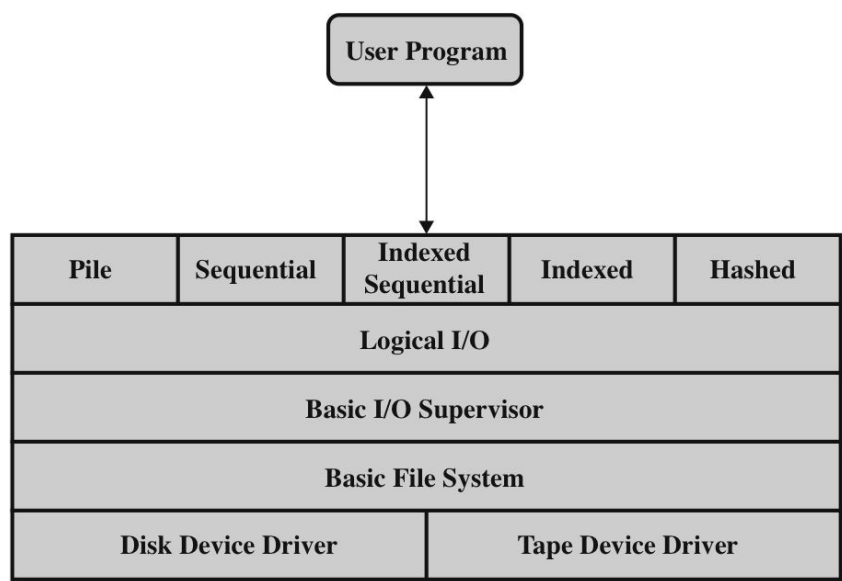 User Program
Pile
Sequential
Indexed
Sequential
Indexed
Hashed
Logical I/O
Basic I/O Supervisor
Basic File System
Disk Device Driver
Tape Device Driver